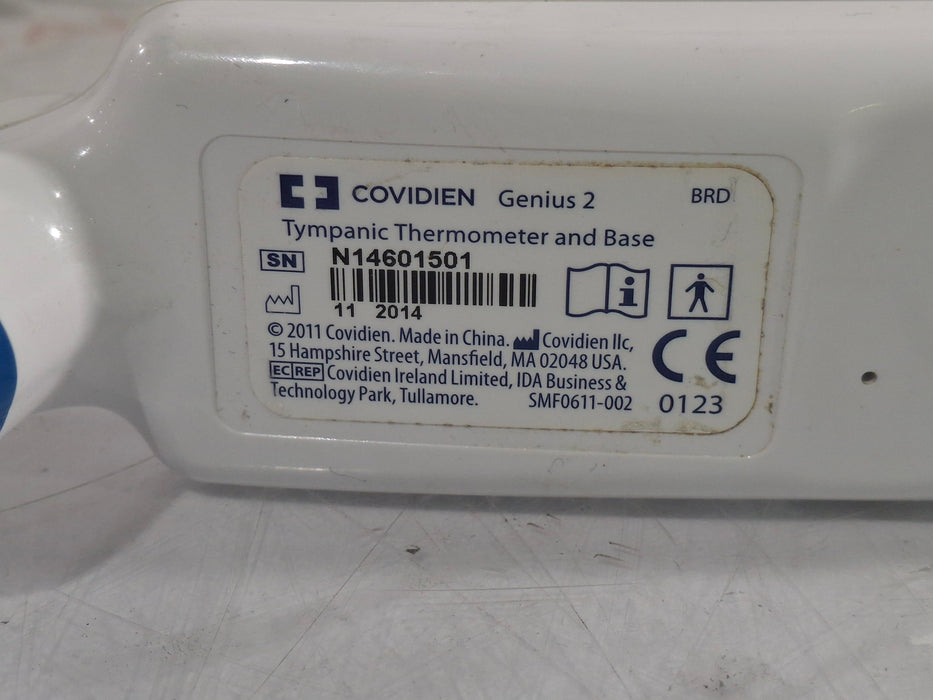 COVIDIEN Genius 2 BRD
Tympanic Thermometer and Base
SN N14601501
11 2014
© 2011 Covidien. Made in China. Covidien llc,
15 Hampshire Street, Mansfield, MA 02048 USA.
EC REP Covidien Ireland Limited, IDA Business &
Technology Park, Tullamore. SMF0611-002
CE 0123